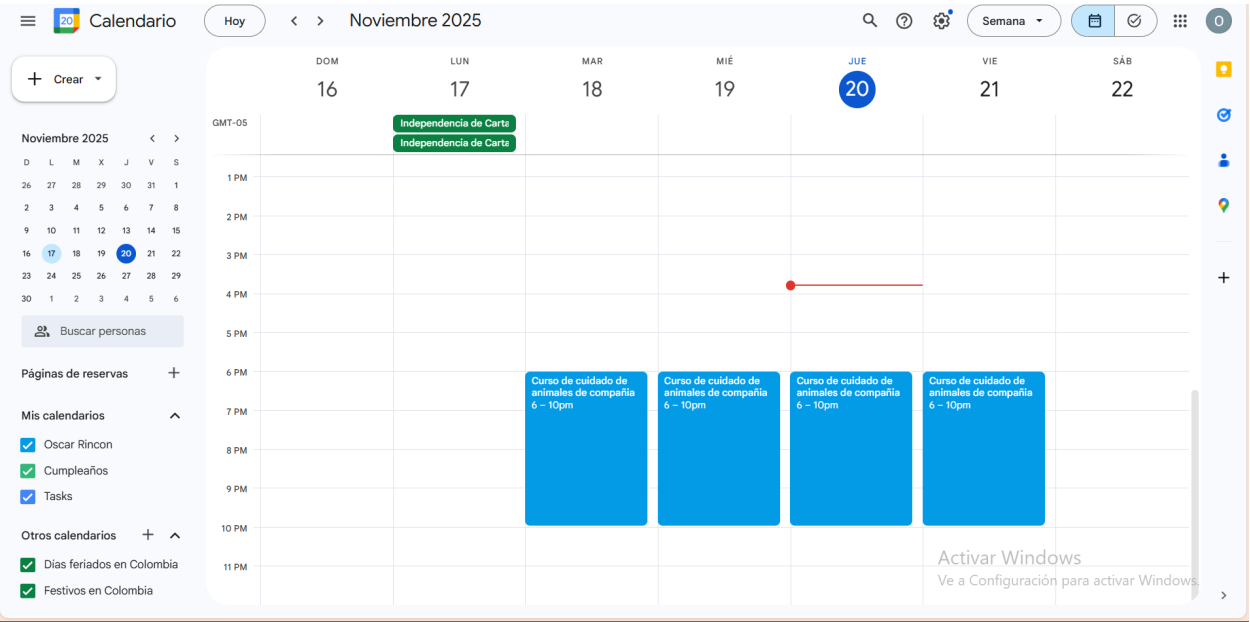 20 Calendario
Hoy
Noviembre 2025
Semana
O
Crear
Noviembre 2025
D L M X J V S
26 27 28 29 30 31 1
2 3 4 5 6 7 8
9 10 11 12 13 14 15
16 17 18 19 20 21 22
23 24 25 26 27 28 29
30 1 2 3 4 5 6
Buscar personas
Páginas de reservas
Mis calendarios
Oscar Rincon
Cumpleaños
Tasks
Otros calendarios
Días feriados en Colombia
Festivos en Colombia
DOM LUN MAR MIÉ JUE VIE SÁB
16 17 18 19 20 21 22
GMT-05
Independencia de Carta
Independencia de Carta
1 PM
2 PM
3 PM
4 PM
5 PM
6 PM
7 PM
8 PM
9 PM
10 PM
11 PM
Curso de cuidado de
animales de compañia
6 – 10pm
Curso de cuidado de
animales de compañia
6 – 10pm
Curso de cuidado de
animales de compañia
6 – 10pm
Curso de cuidado de
animales de compañia
6 – 10pm
Activar Windows
Ve a Configuración para activar Windows.